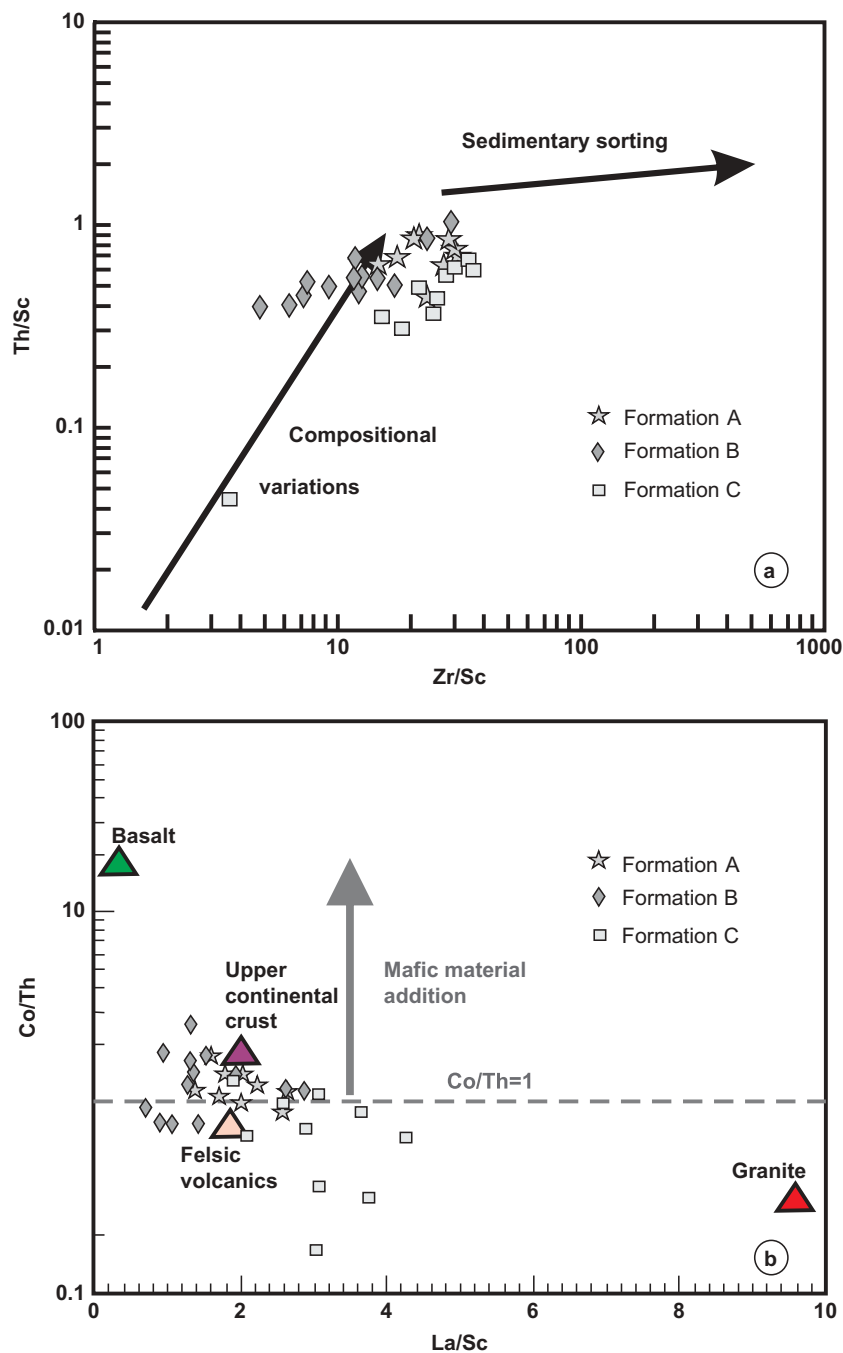 10
Sedimentary sorting
1
Th/Sc
Formation A
0.1
Compositional
Formation B
variations
Formation C
a
0.01
1
10
100
1000
Zr/Sc
100
Basalt
Formation A
Formation B
10
Formation C
Upper
continental
crust
Mafic material
addition
Co/Th
Co/Th=1
Felsic
volcanics
Granite
b
0.1
0
2
4
6
8
10
La/Sc